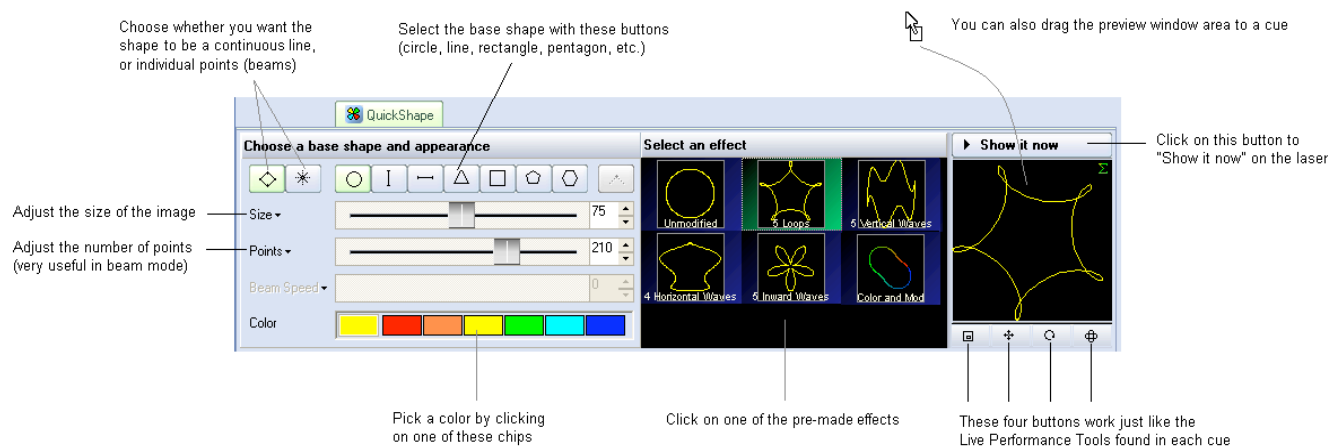 Choose whether you want the
shape to be a continuous line,
or individual points (beams)
Select the base shape with these buttons
(circle, line, rectangle, pentagon, etc.)
You can also drag the preview window area to a cue
QuickShape
Choose a base shape and appearance
Select an effect
Show it now
Click on this button to
"Show it now" on the laser
Adjust the size of the image
Size
75
Adjust the number of points
(very useful in beam mode)
Points
210
Beam Speed
0
Color
Unmodified
5 Loops
5 Vertical Waves
4 Horizontal Waves
5 Inward Waves
Color and Mod
Σ
Pick a color by clicking
on one of these chips
Click on one of the pre-made effects
These four buttons work just like the
Live Performance Tools found in each cue